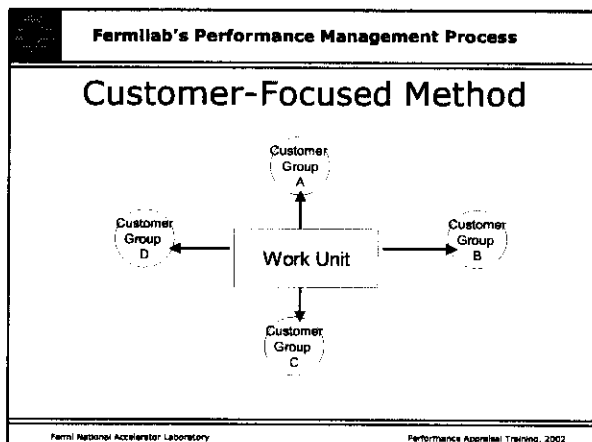 Fermilab's Performance Management Process
Customer-Focused Method
Customer
Group
A
Customer
Group
D
Work Unit
Customer
Group
B
Customer
Group
C
Fermi National Accelerator Laboratory
Performance Appraisal Training, 2002